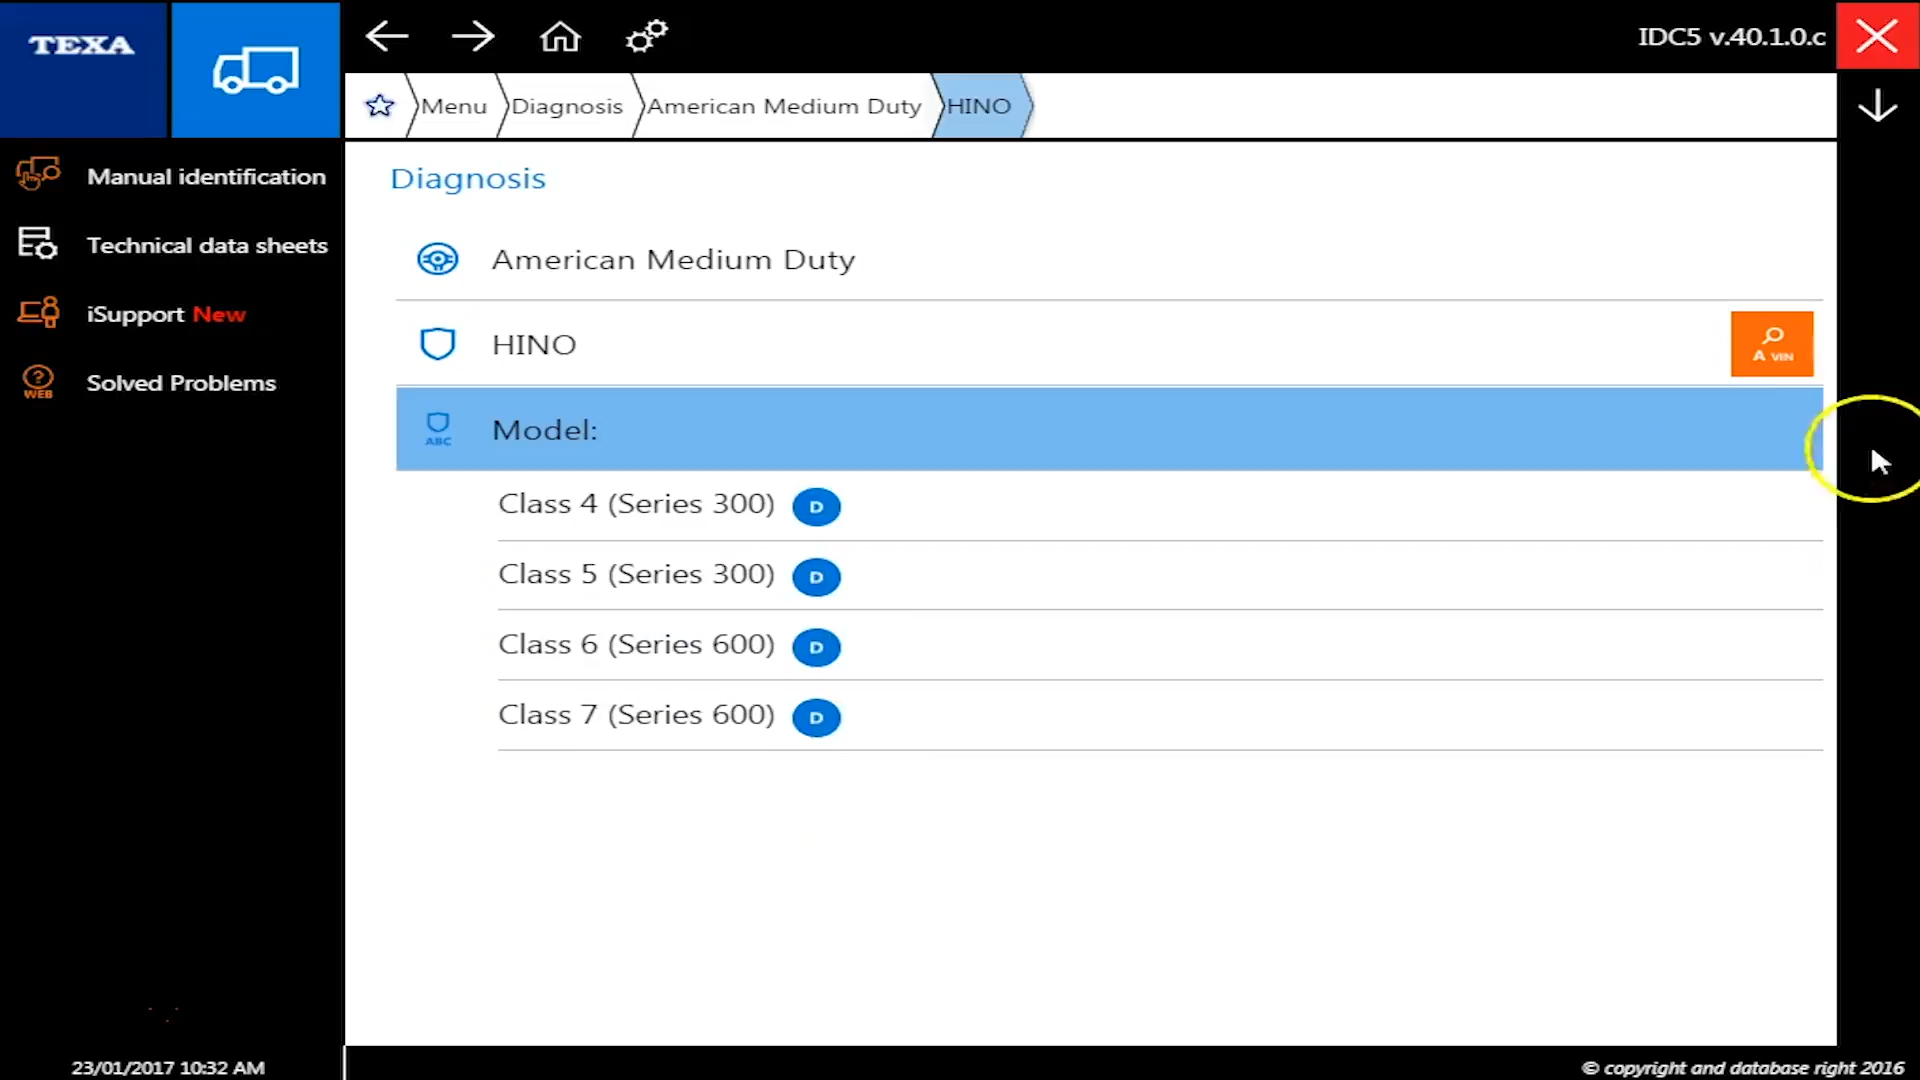 TEXA
IDC5 v.40.1.0.c
Menu
Diagnosis
American Medium Duty
HINO
Manual identification
Technical data sheets
iSupport New
WEB
Solved Problems
Diagnosis
American Medium Duty
HINO
A VIN
ABC
Model:
Class 4 (Series 300) D
Class 5 (Series 300) D
Class 6 (Series 600) D
Class 7 (Series 600) D
23/01/2017 10:32 AM
© copyright and database right 2016